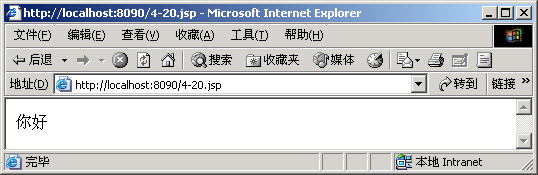 http://localhost:8090/4-20.jsp - Microsoft Internet Explorer
文件(F) 编辑(E) 查看(V) 收藏(A) 工具(T) 帮助(H)
后退 搜索 收藏夹 媒体
地址(D) http://localhost:8090/4-20.jsp 转到 链接 »
你好
完毕 本地 Intranet